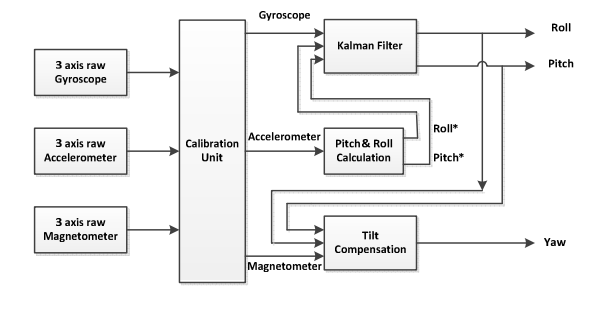 Gyroscope
Roll
Kalman Filter
Pitch
3 axis raw
Gyroscope
Accelerometer
Roll*
3 axis raw
Accelerometer
Calibration
Unit
Pitch & Roll
Calculation
Pitch*
3 axis raw
Magnetometer
Tilt
Compensation
Yaw
Magnetometer